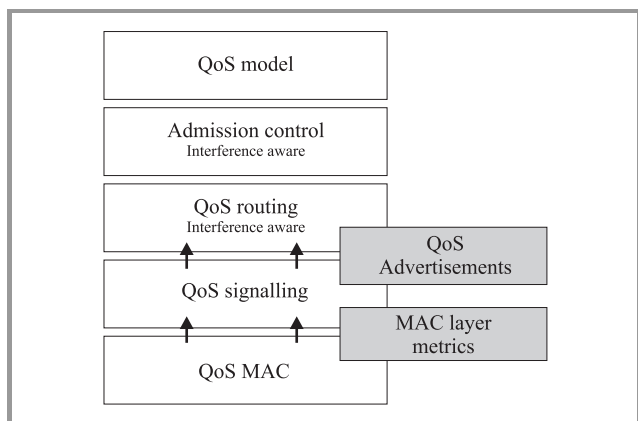 QoS model
Admission control
Interference aware
QoS routing
Interference aware
QoS
Advertisements
QoS signalling
MAC layer
metrics
QoS MAC